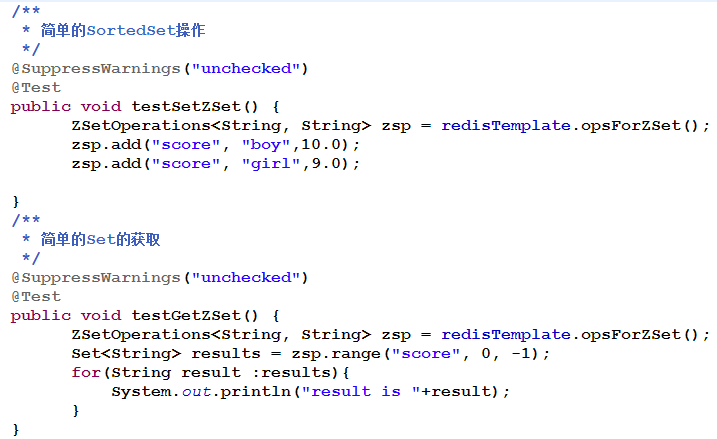 /**
 * 简单的SortedSet操作
 */
@SuppressWarnings("unchecked")
@Test
public void testSetZSet() {
      ZSetOperations<String, String> zsp = redisTemplate.opsForZSet();
      zsp.add("score", "boy",10.0);
      zsp.add("score", "girl",9.0);

}
/**
 * 简单的Set的获取
 */
@SuppressWarnings("unchecked")
@Test
public void testGetZSet() {
      ZSetOperations<String, String> zsp = redisTemplate.opsForZSet();
      Set<String> results = zsp.range("score", 0, -1);
      for(String result :results){
          System.out.println("result is "+result);
      }
}